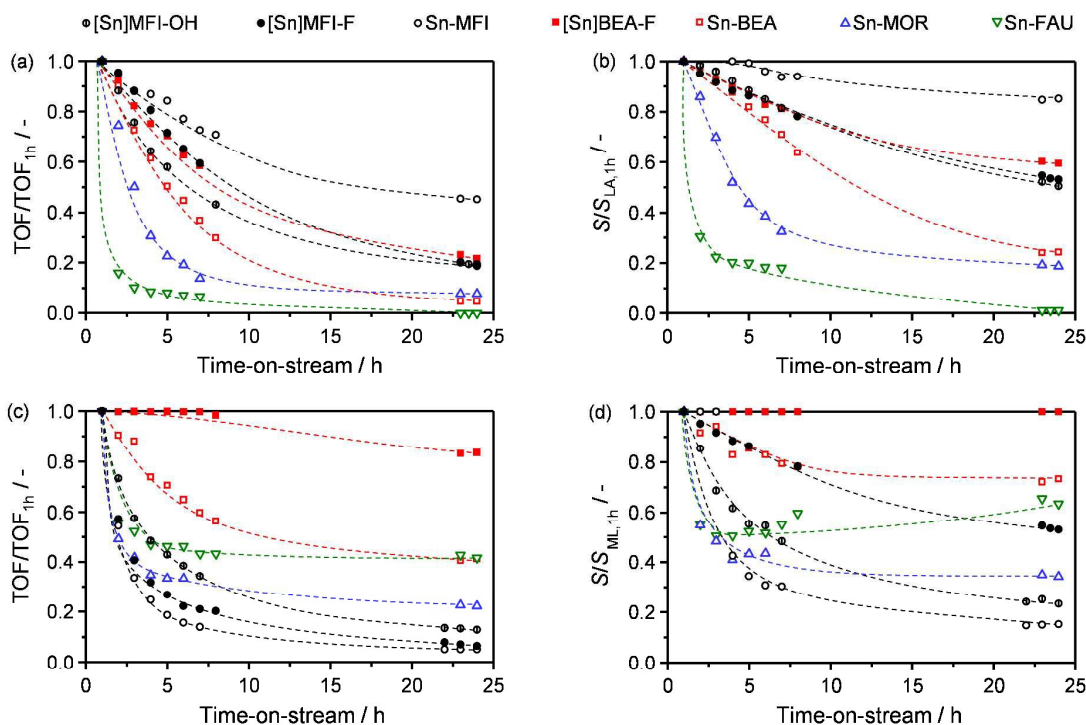 [Sn]MFI-OH [Sn]MFI-F Sn-MFI [Sn]BEA-F Sn-BEA Sn-MOR Sn-FAU
(a)
TOF/TOF1h / -
1.0
0.8
0.6
0.4
0.2
0.0
0 5 10 15 20 25
Time-on-stream / h
(b)
S/SLA,1h / -
1.0
0.8
0.6
0.4
0.2
0.0
0 5 10 15 20 25
Time-on-stream / h
(c)
TOF/TOF1h / -
1.0
0.8
0.6
0.4
0.2
0.0
0 5 10 15 20 25
Time-on-stream / h
(d)
S/SML,1h / -
1.0
0.8
0.6
0.4
0.2
0.0
0 5 10 15 20 25
Time-on-stream / h